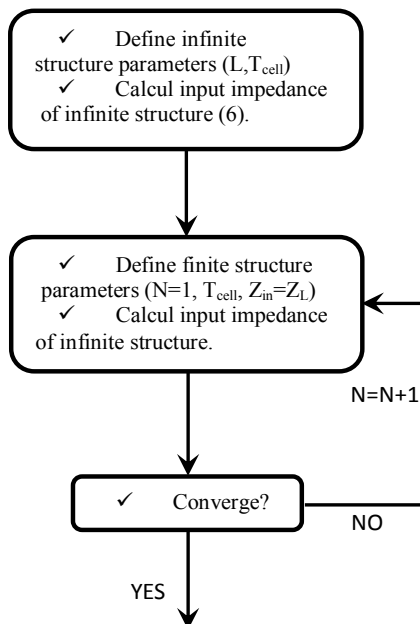 ✓ Define infinite
structure parameters (L,Tcell)
✓ Calcul input impedance
of infinite structure (6).
✓ Define finite structure
parameters (N=1, Tcell, Zin=ZL)
✓ Calcul input impedance
of infinite structure.
N=N+1
✓ Converge?
NO
YES